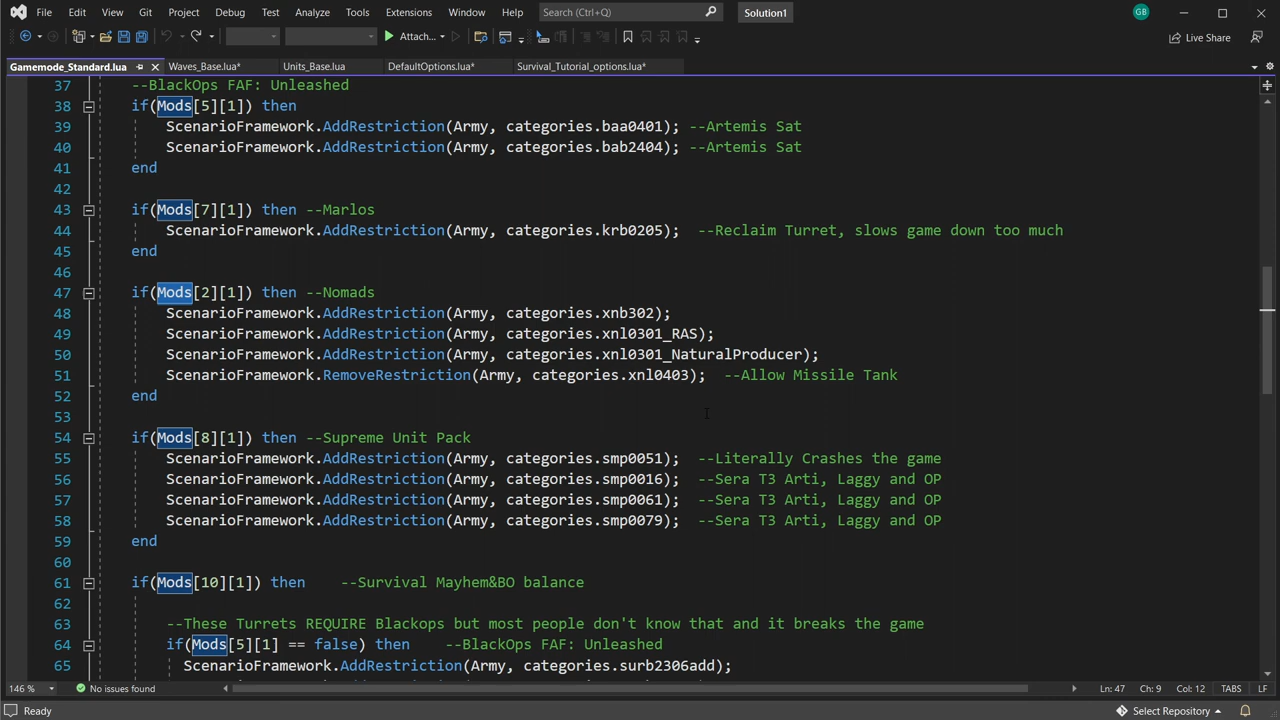 File Edit View Git Project Debug Test Analyze Tools Extensions Window Help Search (Ctrl+Q) Solution1 GB
Attach... Live Share
Gamemode_Standard.lua Waves_Base.lua* Units_Base.lua DefaultOptions.lua* Survival_Tutorial_options.lua*
37 --BlackOps FAF: Unleashed
38 if(Mods[5][1]) then
39 ScenarioFramework.AddRestriction(Army, categories.baa0401); --Artemis Sat
40 ScenarioFramework.AddRestriction(Army, categories.bab2404); --Artemis Sat
41 end
42
43 if(Mods[7][1]) then --Marlos
44 ScenarioFramework.AddRestriction(Army, categories.krb0205); --Reclaim Turret, slows game down too much
45 end
46
47 if(Mods[2][1]) then --Nomads
48 ScenarioFramework.AddRestriction(Army, categories.xnb302);
49 ScenarioFramework.AddRestriction(Army, categories.xnl0301_RAS);
50 ScenarioFramework.AddRestriction(Army, categories.xnl0301_NaturalProducer);
51 ScenarioFramework.RemoveRestriction(Army, categories.xnl0403); --Allow Missile Tank
52 end
53
54 if(Mods[8][1]) then --Supreme Unit Pack
55 ScenarioFramework.AddRestriction(Army, categories.smp0051); --Literally Crashes the game
56 ScenarioFramework.AddRestriction(Army, categories.smp0016); --Sera T3 Arti, Laggy and OP
57 ScenarioFramework.AddRestriction(Army, categories.smp0061); --Sera T3 Arti, Laggy and OP
58 ScenarioFramework.AddRestriction(Army, categories.smp0079); --Sera T3 Arti, Laggy and OP
59 end
60
61 if(Mods[10][1]) then --Survival Mayhem&BO balance
62
63 --These Turrets REQUIRE Blackops but most people don't know that and it breaks the game
64 if(Mods[5][1] == false) then --BlackOps FAF: Unleashed
65 ScenarioFramework.AddRestriction(Army, categories.surb2306add);
146 % No issues found Ln: 47 Ch: 9 Col: 12 TABS LF
Ready Select Repository